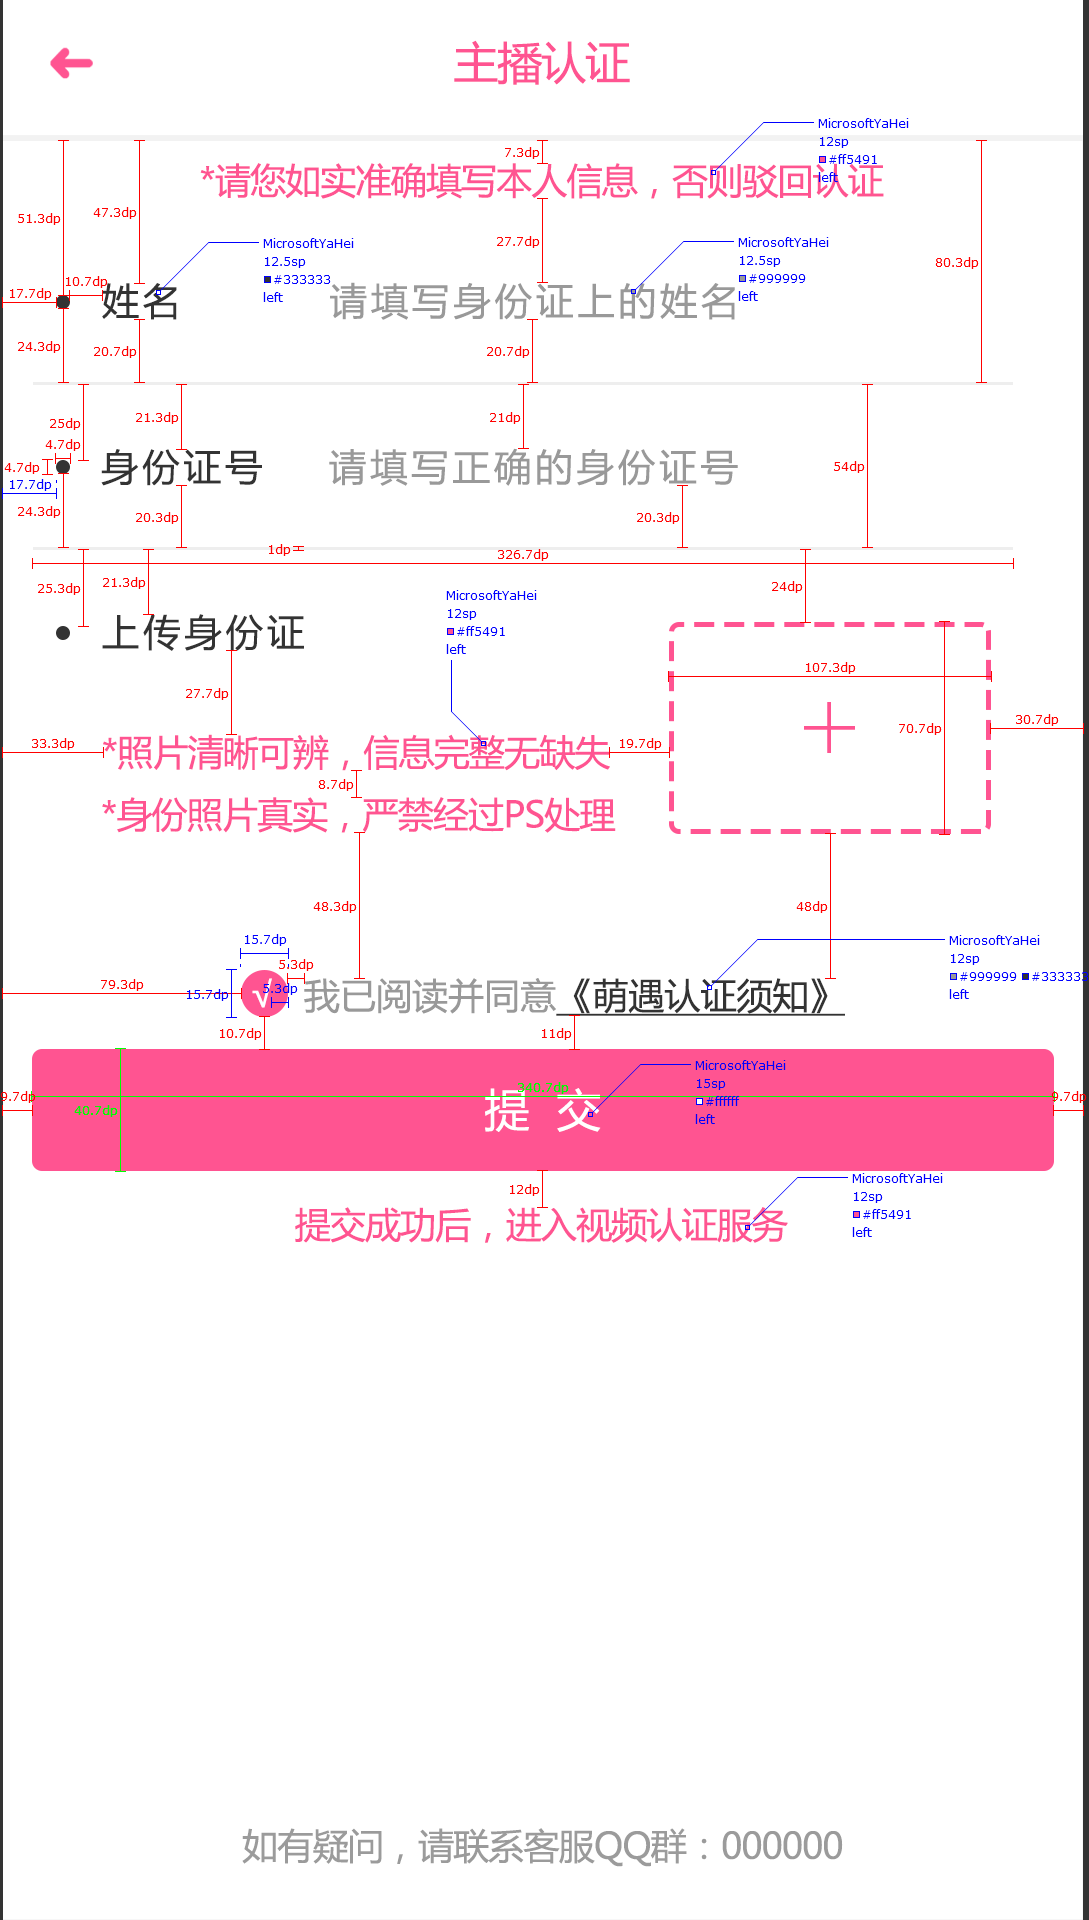 主播认证
MicrosoftYaHei
12sp
#ff5491
left
7.3dp
*请您如实准确填写本人信息，否则驳回认证
51.3dp
47.3dp
27.7dp
80.3dp
MicrosoftYaHei
12.5sp
#333333
left
MicrosoftYaHei
12.5sp
#999999
left
10.7dp
17.7dp
姓名
请填写身份证上的姓名
24.3dp
20.7dp
20.7dp
25dp
21.3dp
21dp
4.7dp
4.7dp
身份证号
请填写正确的身份证号
54dp
17.7dp
24.3dp
20.3dp
20.3dp
1dp
326.7dp
25.3dp
21.3dp
24dp
MicrosoftYaHei
12sp
#ff5491
left
上传身份证
107.3dp
27.7dp
70.7dp
30.7dp
33.3dp
*照片清晰可辨，信息完整无缺失
19.7dp
8.7dp
*身份照片真实，严禁经过PS处理
48.3dp
48dp
15.7dp
MicrosoftYaHei
12sp
#999999 #333333
left
5.3dp
79.3dp
15.7dp
5.3dp
√
我已阅读并同意《萌遇认证须知》
10.7dp
11dp
MicrosoftYaHei
15sp
#ffffff
left
9.7dp
提 交
9.7dp
12dp
MicrosoftYaHei
12sp
#ff5491
left
提交成功后，进入视频认证服务
如有疑问，请联系客服QQ群：000000